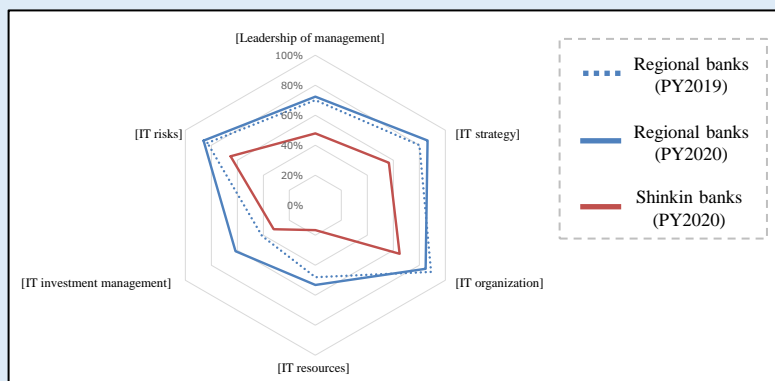 [Leadership of management]
100%
80%
60%
40%
20%
0%
[IT risks]
[IT strategy]
[IT investment management]
[IT organization]
[IT resources]
Regional banks
(PY2019)
Regional banks
(PY2020)
Shinkin banks
(PY2020)